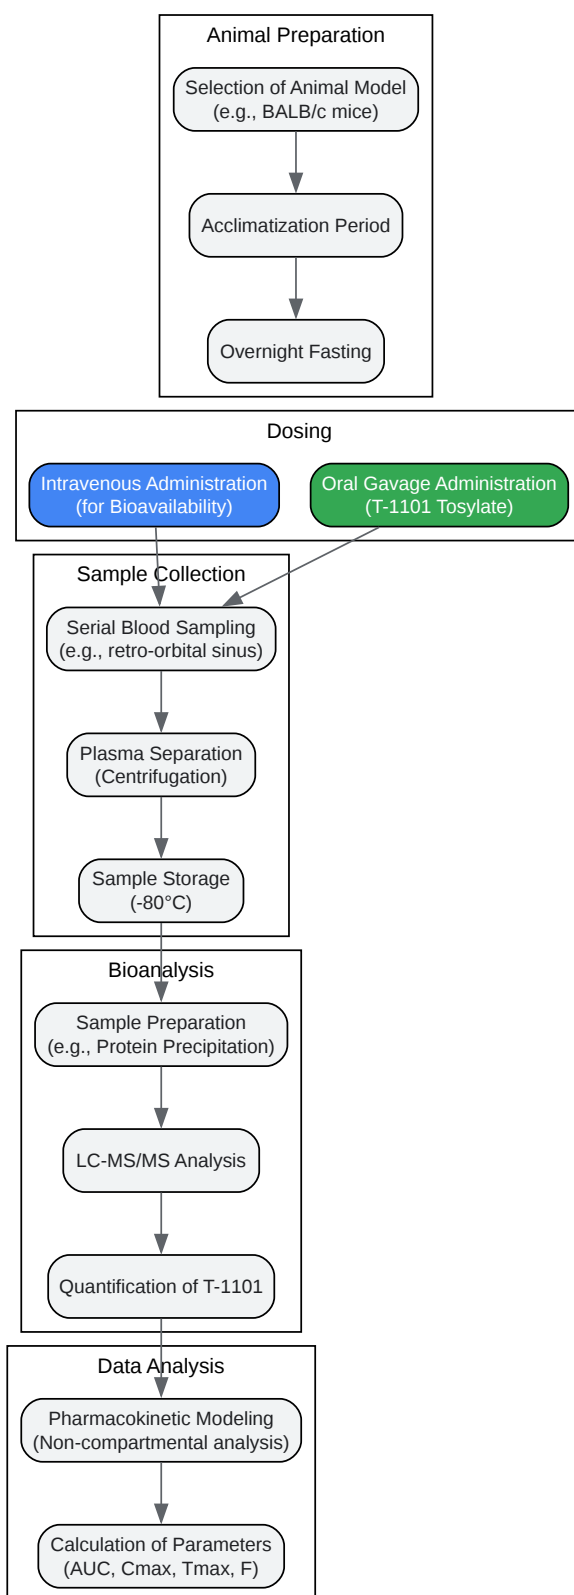 Animal Preparation
Selection of Animal Model
(e.g., BALB/c mice)
Acclimatization Period
Overnight Fasting
Dosing
Intravenous Administration
(for Bioavailability)
Oral Gavage Administration
(T-1101 Tosylate)
Sample Collection
Serial Blood Sampling
(e.g., retro-orbital sinus)
Plasma Separation
(Centrifugation)
Sample Storage
(-80°C)
Bioanalysis
Sample Preparation
(e.g., Protein Precipitation)
LC-MS/MS Analysis
Quantification of T-1101
Data Analysis
Pharmacokinetic Modeling
(Non-compartmental analysis)
Calculation of Parameters
(AUC, Cmax, Tmax, F)